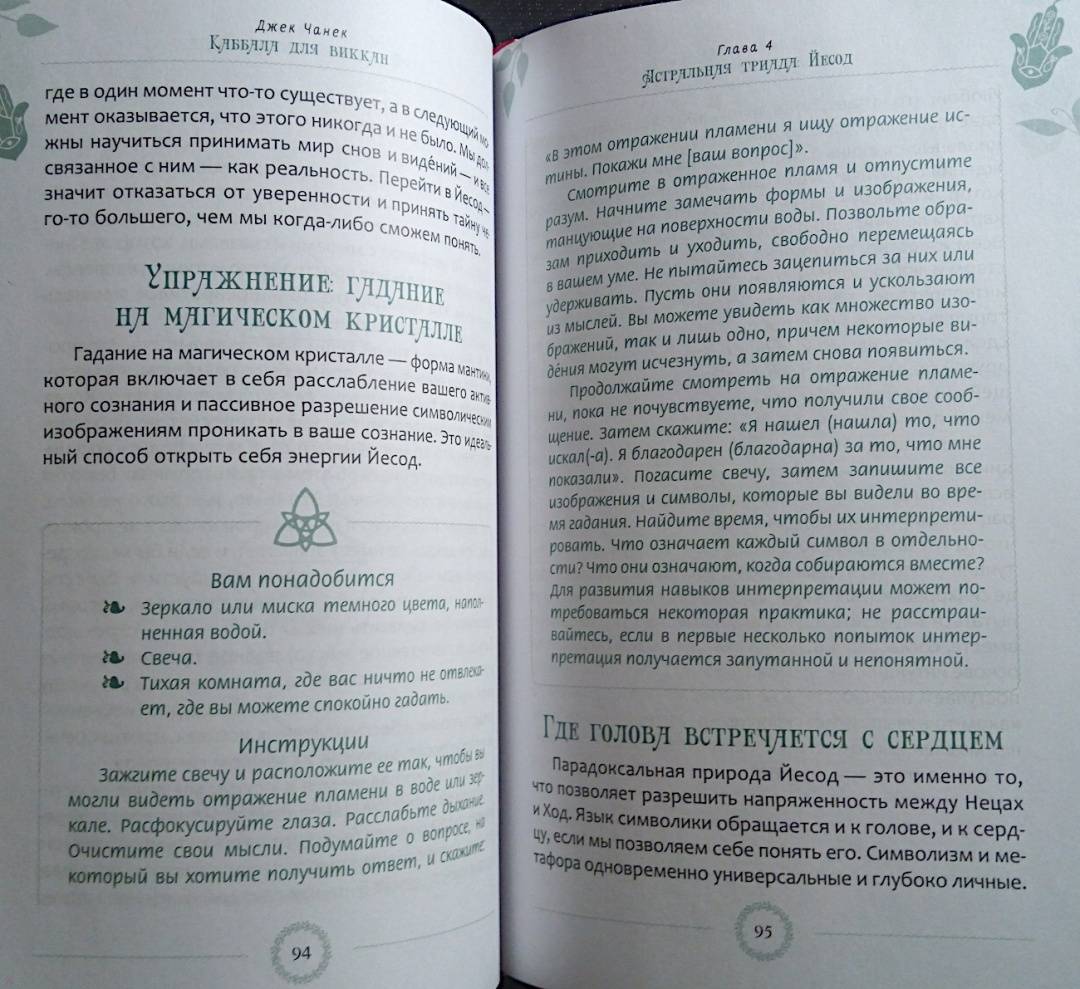 Джек Чанек
Каббала для виккан
где в один момент что-то существует, а в следующий мо-
мент оказывается, что этого никогда и не было. Мы дол-
жны научиться принимать мир снов и ви́дений — и все
связанное с ним — как реальность. Перейти в Йесод —
значит отказаться от уверенности и принять тайну че-
го-то большего, чем мы когда-либо сможем понять.
Упражнение: гадание
на магическом кристалле
Гадание на магическом кристалле — форма мантики,
которая включает в себя расслабление вашего актив-
ного сознания и пассивное разрешение символическим
изображениям проникать в ваше сознание. Это идеаль-
ный способ открыть себя энергии Йесод.
Вам понадобится
Зеркало или миска темного цвета, напол-
ненная водой.
Свеча.
Тихая комната, где вас ничто не отвлека-
ет, где вы можете спокойно гадать.
Инструкции
Зажгите свечу и расположите ее так, чтобы вы
могли видеть отражение пламени в воде или зер-
кале. Расфокусируйте глаза. Расслабьте дыхание.
Очистите свои мысли. Подумайте о вопросе, на
который вы хотите получить ответ, и скажите:
94
Глава 4
Астральная триада: Йесод
«В этом отражении пламени я ищу отражение ис-
тины. Покажи мне [ваш вопрос]».
Смотрите в отраженное пламя и отпустите
разум. Начните замечать формы и изображения,
танцующие на поверхности воды. Позвольте обра-
зам приходить и уходить, свободно перемещаясь
в вашем уме. Не пытайтесь зацепиться за них или
удерживать. Пусть они появляются и ускользают
из мыслей. Вы можете увидеть как множество изо-
бражений, так и лишь одно, причем некоторые ви-
де́ния могут исчезнуть, а затем снова появиться.
Продолжайте смотреть на отражение пламе-
ни, пока не почувствуете, что получили свое сооб-
щение. Затем скажите: «Я нашел (нашла) то, что
искал(-а). Я благодарен (благодарна) за то, что мне
показали». Погасите свечу, затем запишите все
изображения и символы, которые вы видели во вре-
мя гадания. Найдите время, чтобы их интерпрети-
ровать. Что означает каждый символ в отдельно-
сти? Что они означают, когда собираются вместе?
Для развития навыков интерпретации может по-
требоваться некоторая практика; не расстраи-
вайтесь, если в первые несколько попыток интер-
претация получается запутанной и непонятной.
Где голова встречается с сердцем
Парадоксальная природа Йесод — это именно то,
что позволяет разрешить напряженность между Нецах
и Ход. Язык символики обращается и к голове, и к серд-
цу, если мы позволяем себе понять его. Символизм и ме-
тафора одновременно универсальные и глубоко личные.
95